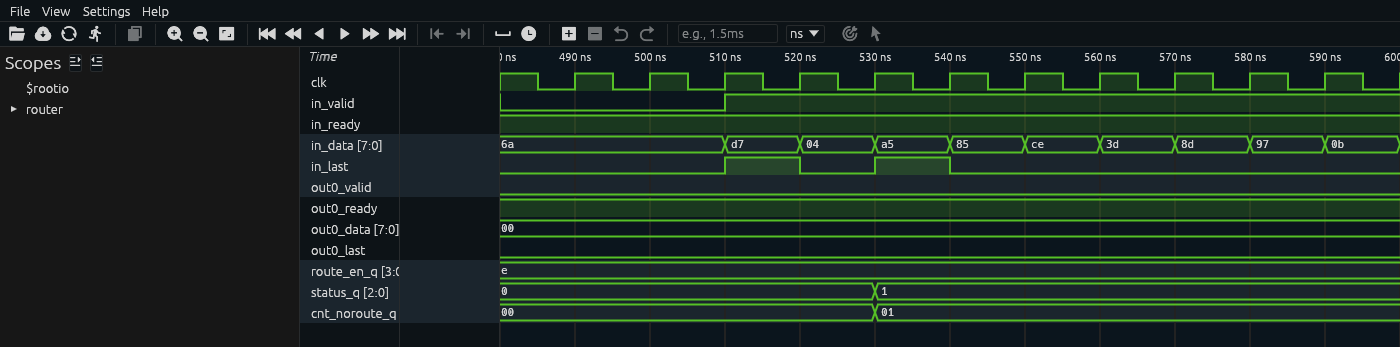 File View Settings Help
e.g., 1.5ms ns
Scopes
$rootio
router
Time 0 ns 490 ns 500 ns 510 ns 520 ns 530 ns 540 ns 550 ns 560 ns 570 ns 580 ns 590 ns 600
clk
in_valid
in_ready
in_data [7:0] 6a d7 04 a5 85 ce 3d 8d 97 0b
in_last
out0_valid
out0_ready
out0_data [7:0] 00
out0_last
route_en_q [3:0 e
status_q [2:0] 0 1
cnt_noroute_q 00 01